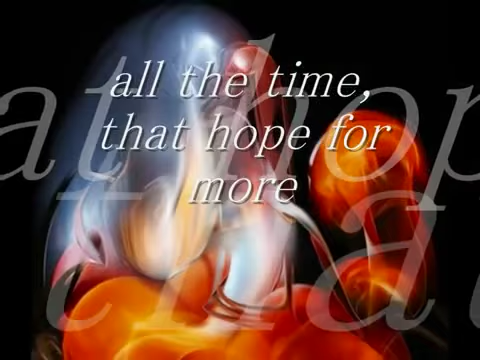 all the time,
that hope for
more